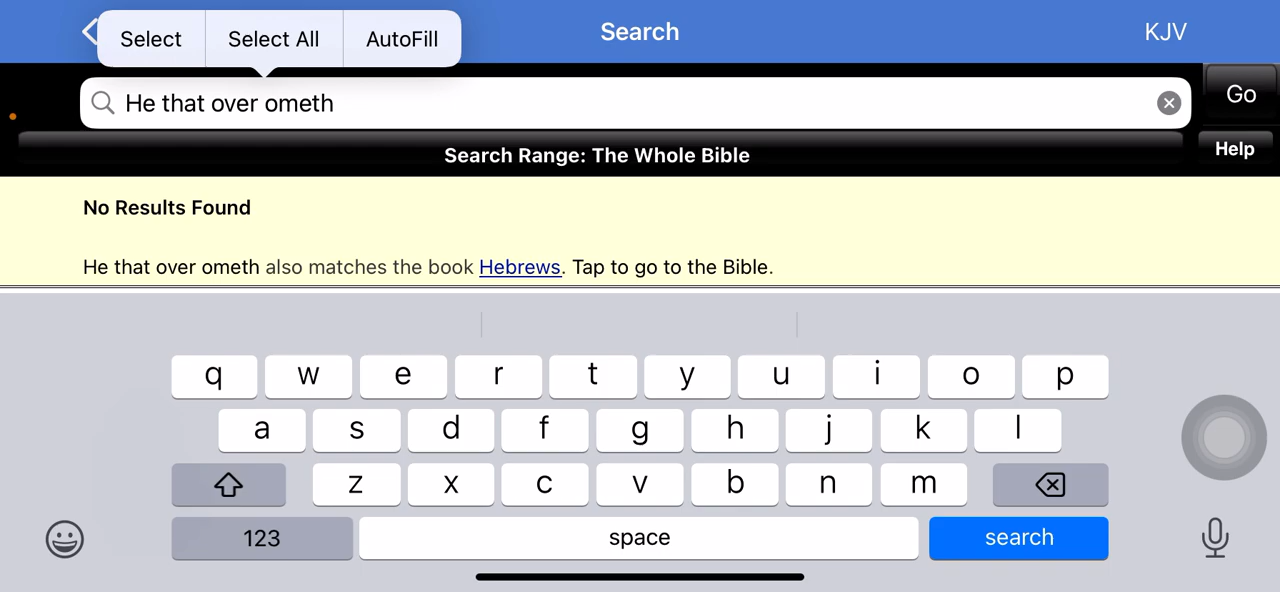 Select Select All AutoFill
Search
KJV
He that over ometh
Go
Search Range: The Whole Bible
Help
No Results Found
He that over ometh also matches the book Hebrews. Tap to go to the Bible.
q w e r t y u i o p
a s d f g h j k l
z x c v b n m
123 space search